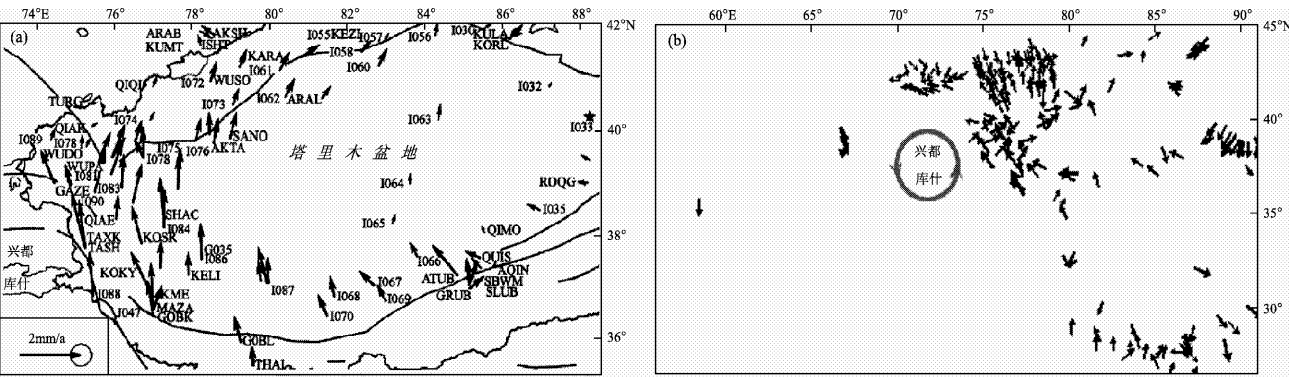 74°E
76
78
80
82
84
86
88
42°N
(a)
ARAB
AKSH
KUMT
ISHT
I055
KEZI
I057
I056
I030
KULA
KORL
I058
KARA
I061
I060
QIQI
I072
WUSO
I032
TURG
I062
ARAL
I073
I074
I063
I033
QIAK
40°
I089
I078
SANO
WUDO
I075
I076
AKTA
塔里木盆地
WUPA
I078
I081
I083
I064
RDQG
GAZE
I090
I035
SHAC
I065
QIAE
I084
QIMO
TAXK
KOSR
38°
TASH
G035
兴都
I086
I066
QUIS
KOKY
KELI
ATUB
AQIN
库什
I067
SBWM
I088
KME
I087
I068
I069
GRUB
SLUB
MAZA
I047
GOBK
I070
2mm/a
G0BL
36°
THAI
(b)
60°E
65°
70°
75°
80°
85°
90°
45°N
40°
兴都
库什
35°
30°